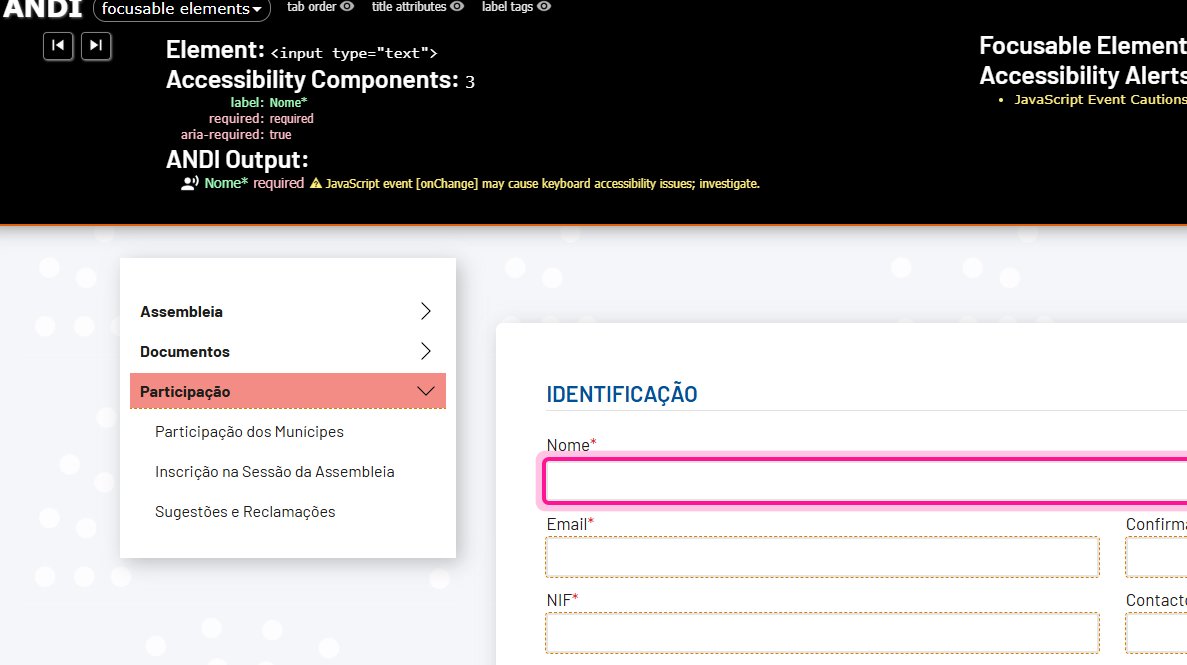 ANDI focusable elements tab order title attributes label tags
Element: <input type="text">
Accessibility Components: 3
label: Nome*
required: required
aria-required: true
ANDI Output:
Nome* required JavaScript event [onChange] may cause keyboard accessibility issues; investigate.
Focusable Element
Accessibility Alerts
JavaScript Event Cautions
Assembleia
Documentos
Participação
Participação dos Munícipes
Inscrição na Sessão da Assembleia
Sugestões e Reclamações
IDENTIFICAÇÃO
Nome*
Email* Confirma
NIF* Contacto